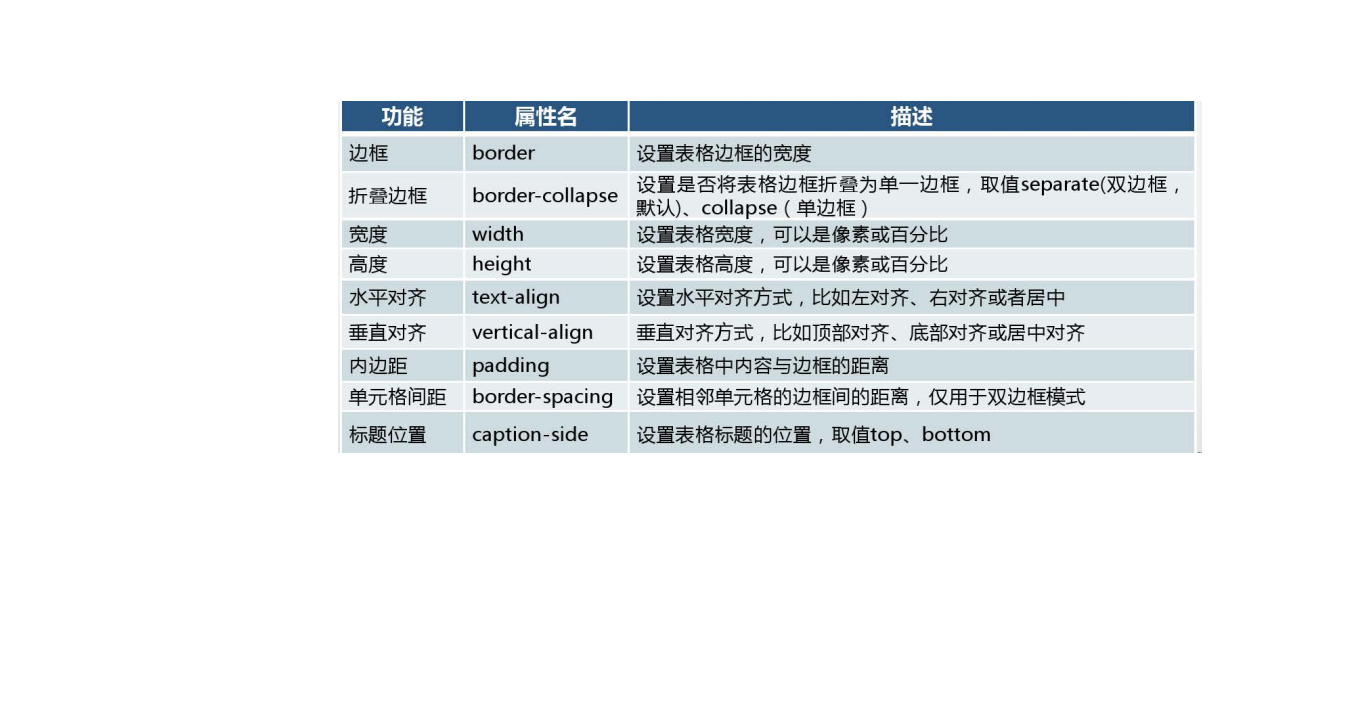 功能 属性名 描述
边框 border 设置表格边框的宽度
折叠边框 border-collapse 设置是否将表格边框折叠为单一边框，取值separate(双边框，
默认)、collapse（单边框）
宽度 width 设置表格宽度，可以是像素或百分比
高度 height 设置表格高度，可以是像素或百分比
水平对齐 text-align 设置水平对齐方式，比如左对齐、右对齐或者居中
垂直对齐 vertical-align 垂直对齐方式，比如顶部对齐、底部对齐或居中对齐
内边距 padding 设置表格中内容与边框的距离
单元格间距 border-spacing 设置相邻单元格的边框间的距离，仅用于双边框模式
标题位置 caption-side 设置表格标题的位置，取值top、bottom